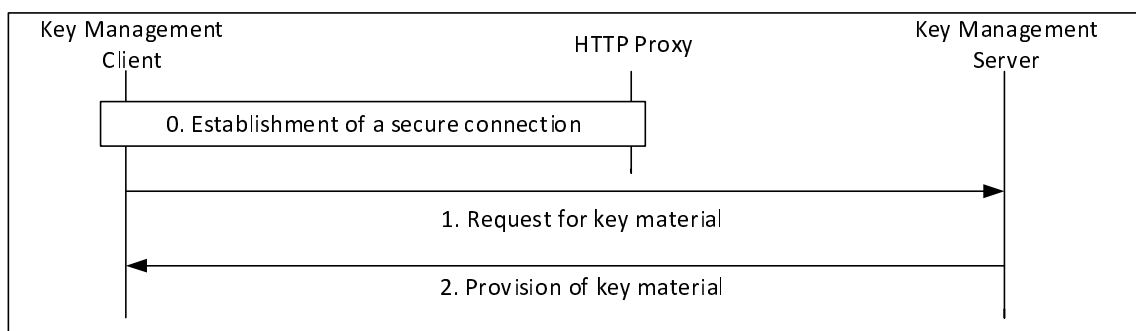 Key Management
Client
HTTP Proxy
Key Management
Server
0. Establishment of a secure connection
1. Request for key material
2. Provision of key material